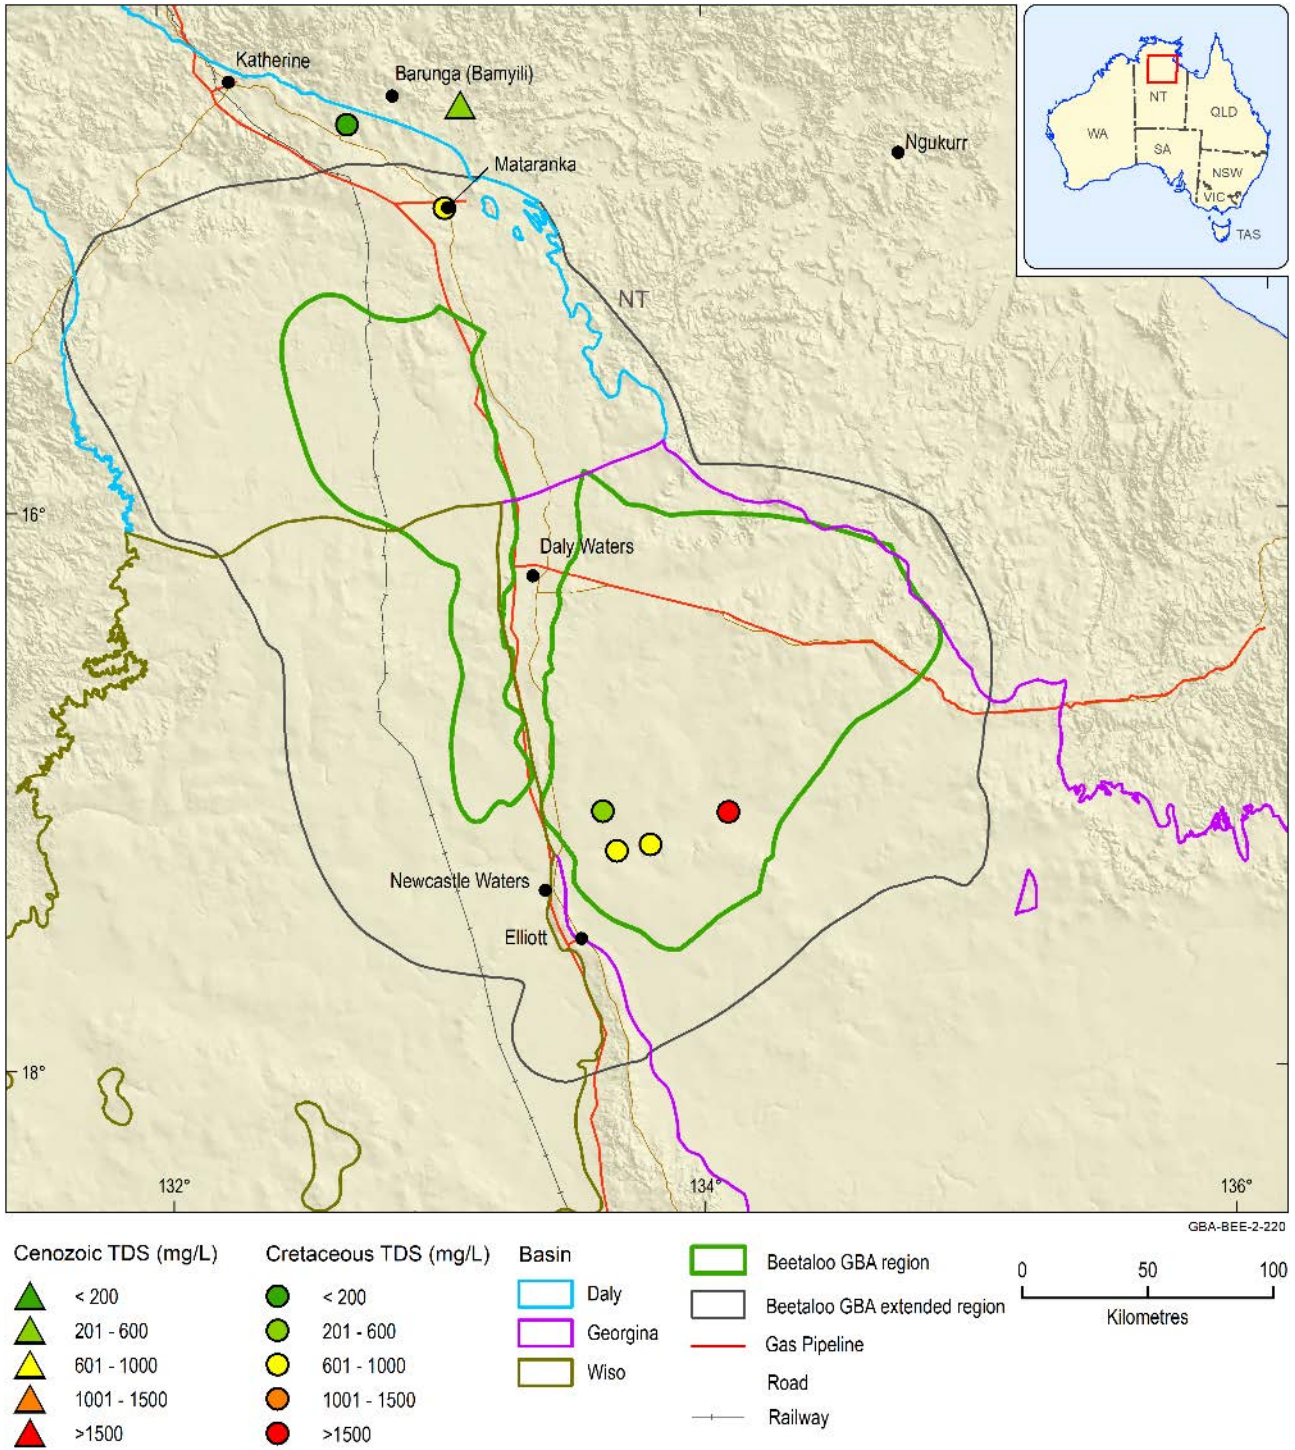 Katherine
Barunga (Bamyili)
Mataranka
Ngukurr
NT
WA
NT
QLD
SA
NSW
VIC
TAS
16°
Daly Waters
Newcastle Waters
Elliott
18°
132°
134°
136°
GBA-BEE-2-220
Cenozoic TDS (mg/L)
< 200
201 - 600
601 - 1000
1001 - 1500
>1500
Cretaceous TDS (mg/L)
< 200
201 - 600
601 - 1000
1001 - 1500
>1500
Basin
Daly
Georgina
Wiso
Beetaloo GBA region
Beetaloo GBA extended region
Gas Pipeline
Road
Railway
0 50 100
Kilometres